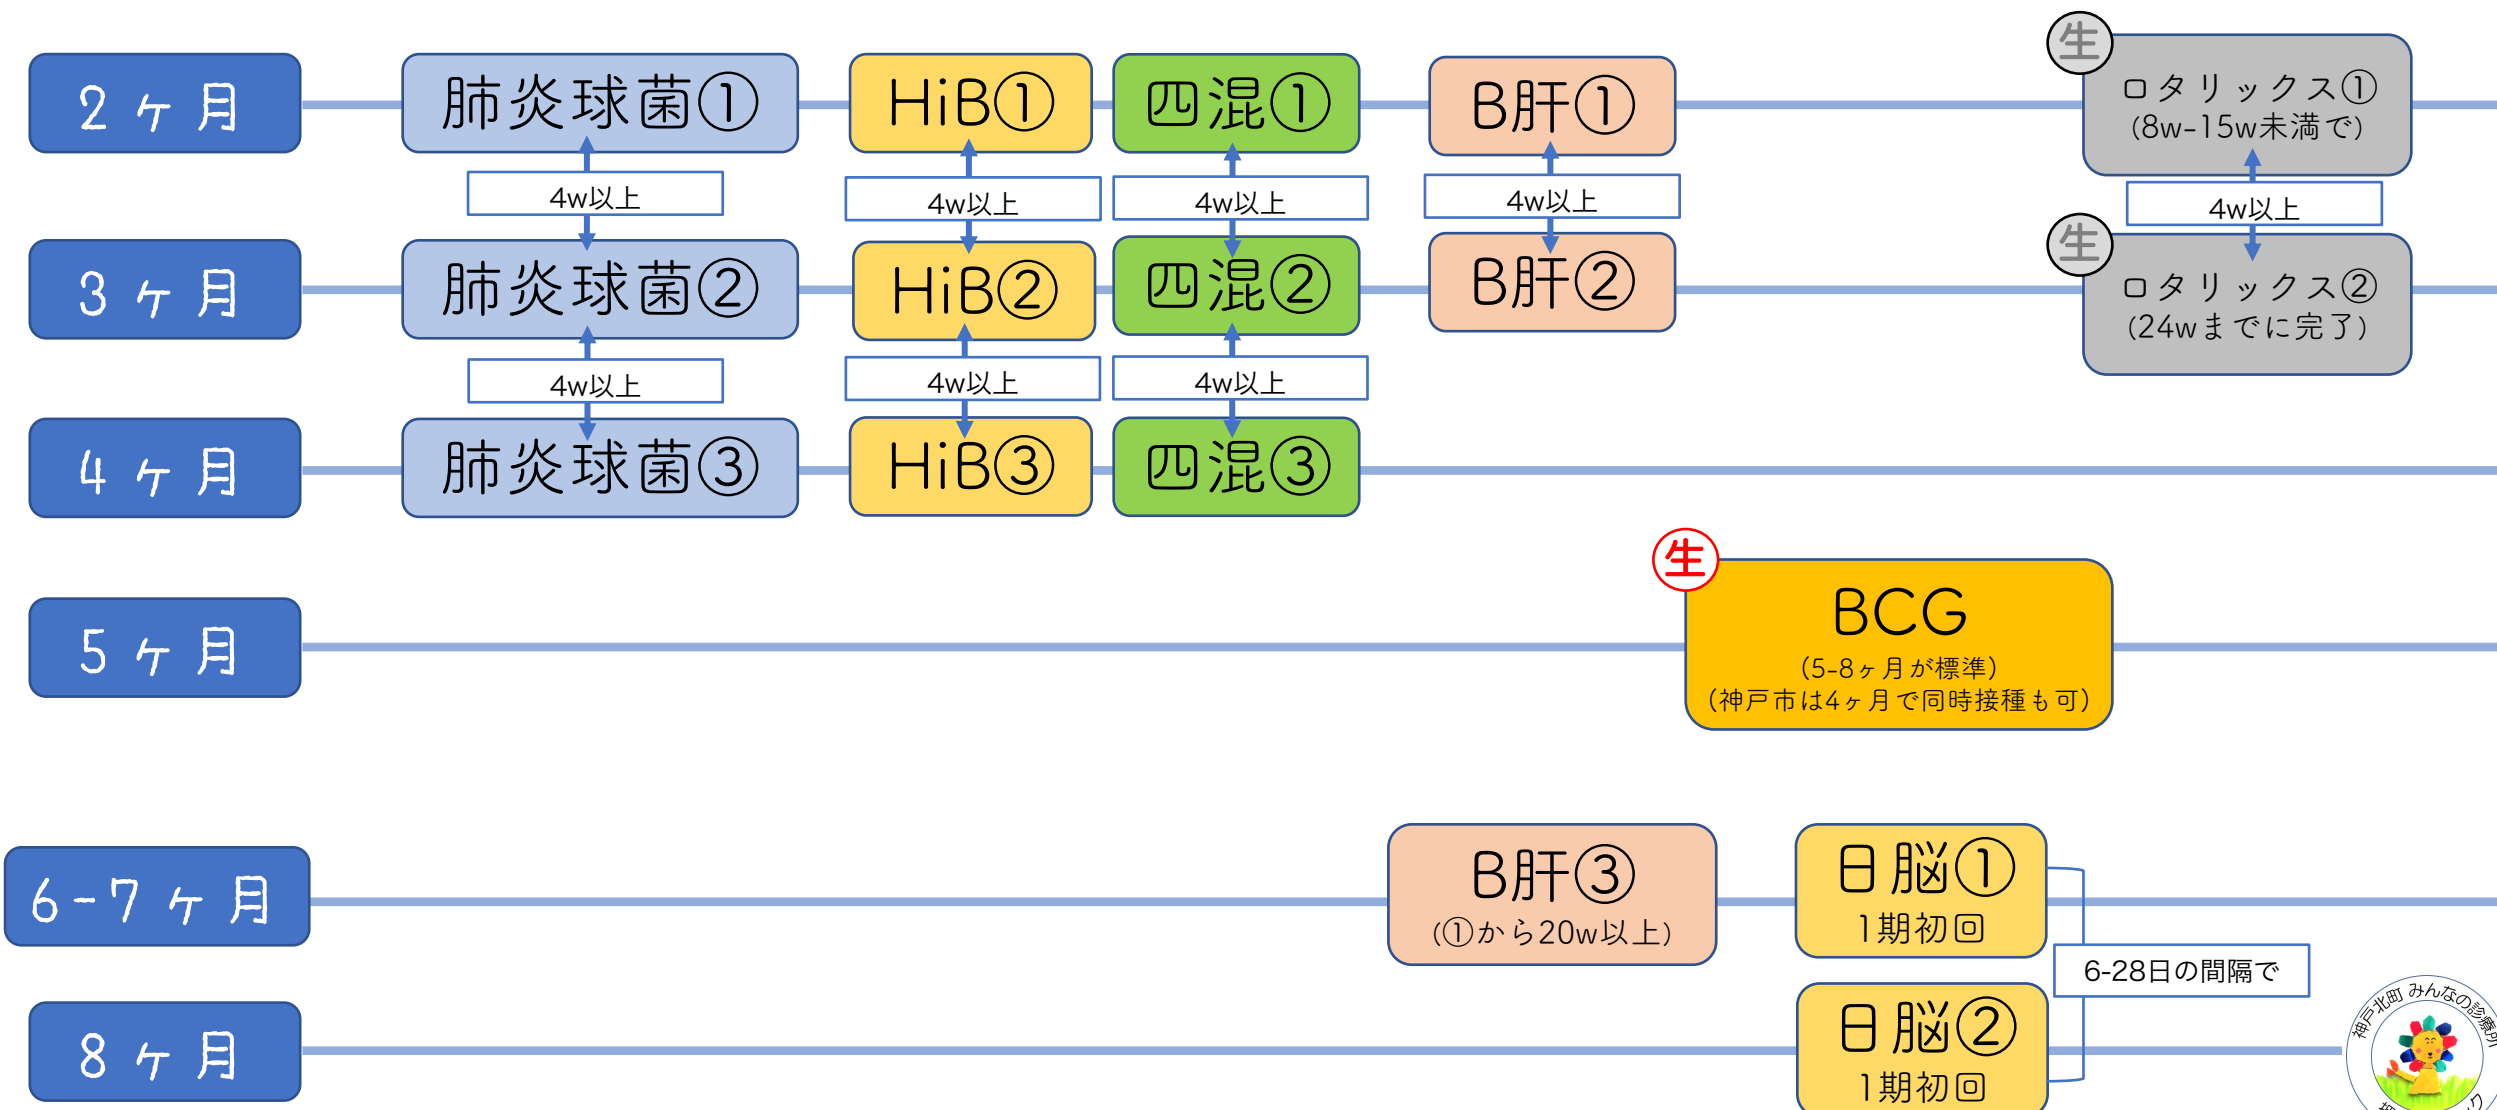 2ヶ月
肺炎球菌①
HiB①
四混①
B肝①
生
ロタリックス①
(8w-15w未満で)
4w以上
4w以上
4w以上
4w以上
4w以上
3ヶ月
肺炎球菌②
HiB②
四混②
B肝②
生
ロタリックス②
(24wまでに完了)
4w以上
4w以上
4w以上
4ヶ月
肺炎球菌③
HiB③
四混③
5ヶ月
生
BCG
(5-8ヶ月が標準)
(神戸市は4ヶ月で同時接種も可)
6-7ヶ月
B肝③
(①から20w以上)
日脳①
1期初回
6-28日の間隔で
8ヶ月
日脳②
1期初回
神戸北町 みんなの診療所